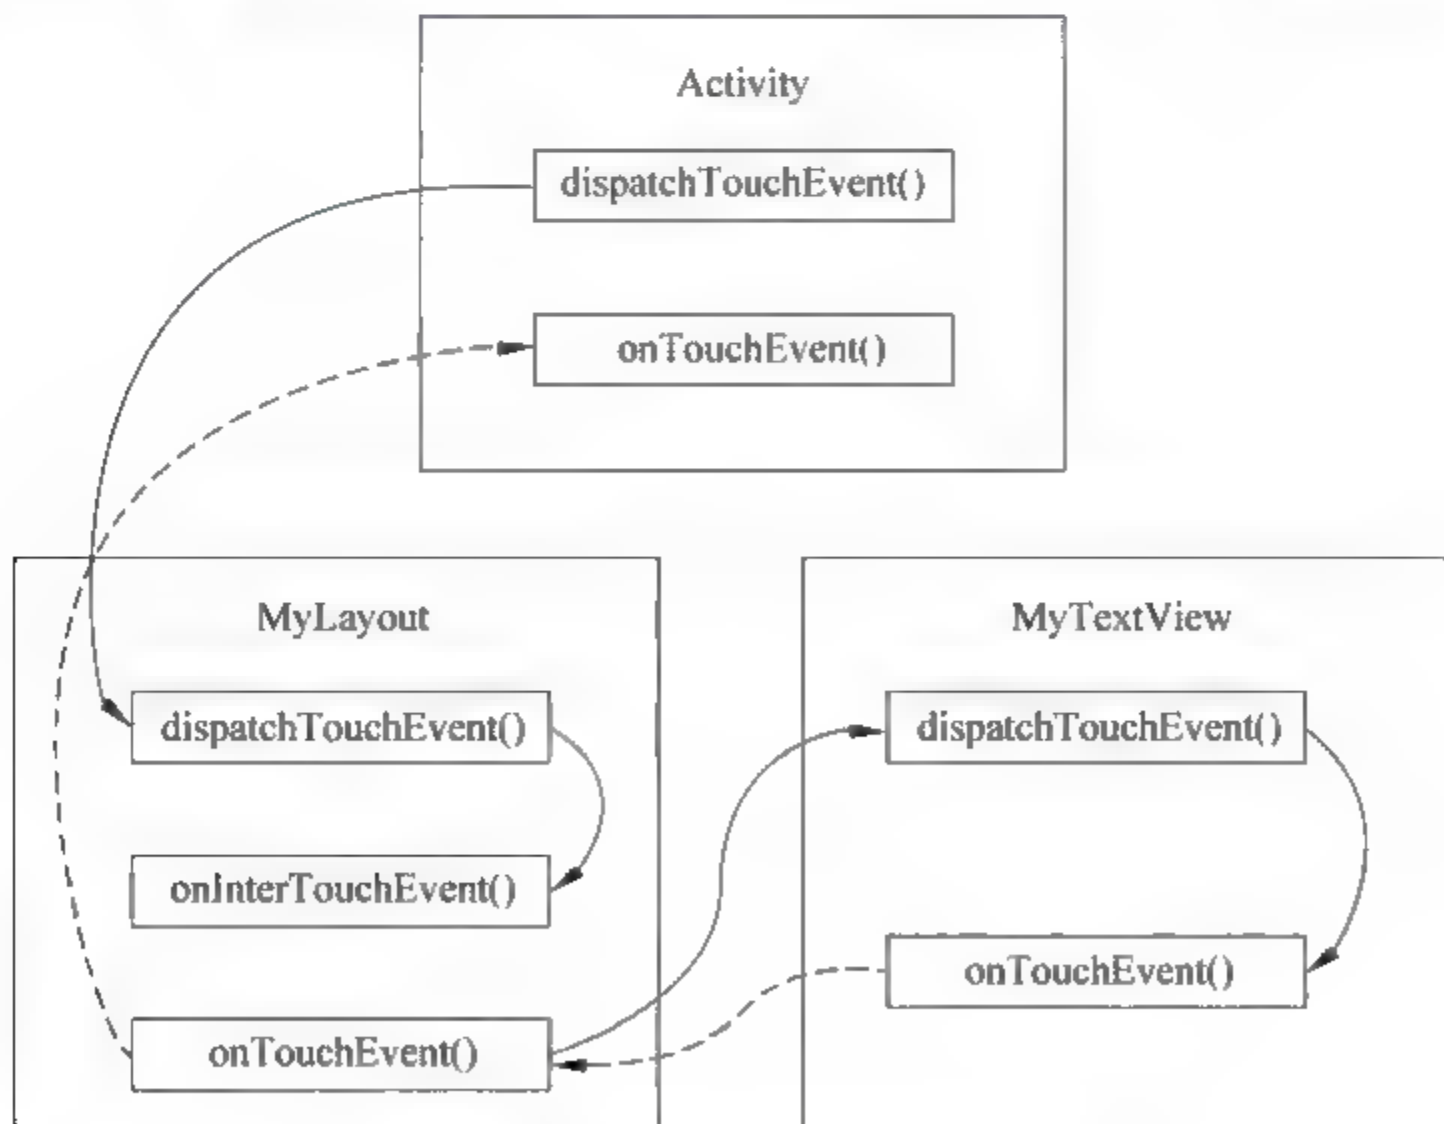 Activity
dispatchTouchEvent()
onTouchEvent()
MyLayout
dispatchTouchEvent()
onInterTouchEvent()
onTouchEvent()
MyTextView
dispatchTouchEvent()
onTouchEvent()